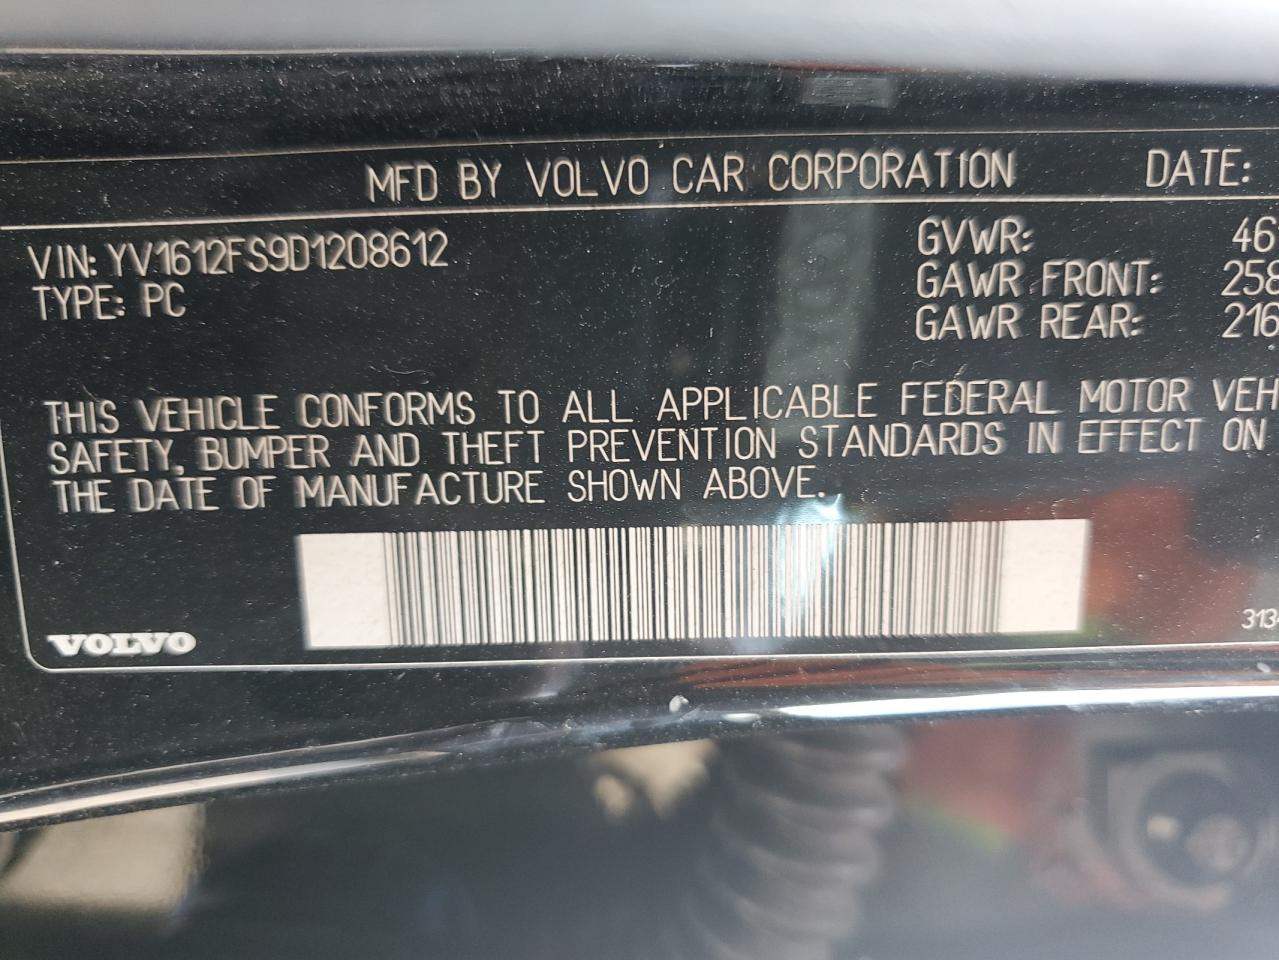 MFD BY VOLVO CAR CORPORATION DATE:
VIN: YV1612FS9D1208612
TYPE: PC
GVWR: 46
GAWR FRONT: 258
GAWR REAR: 216
THIS VEHICLE CONFORMS TO ALL APPLICABLE FEDERAL MOTOR VEH
SAFETY, BUMPER AND THEFT PREVENTION STANDARDS IN EFFECT ON
THE DATE OF MANUFACTURE SHOWN ABOVE.
VOLVO
313